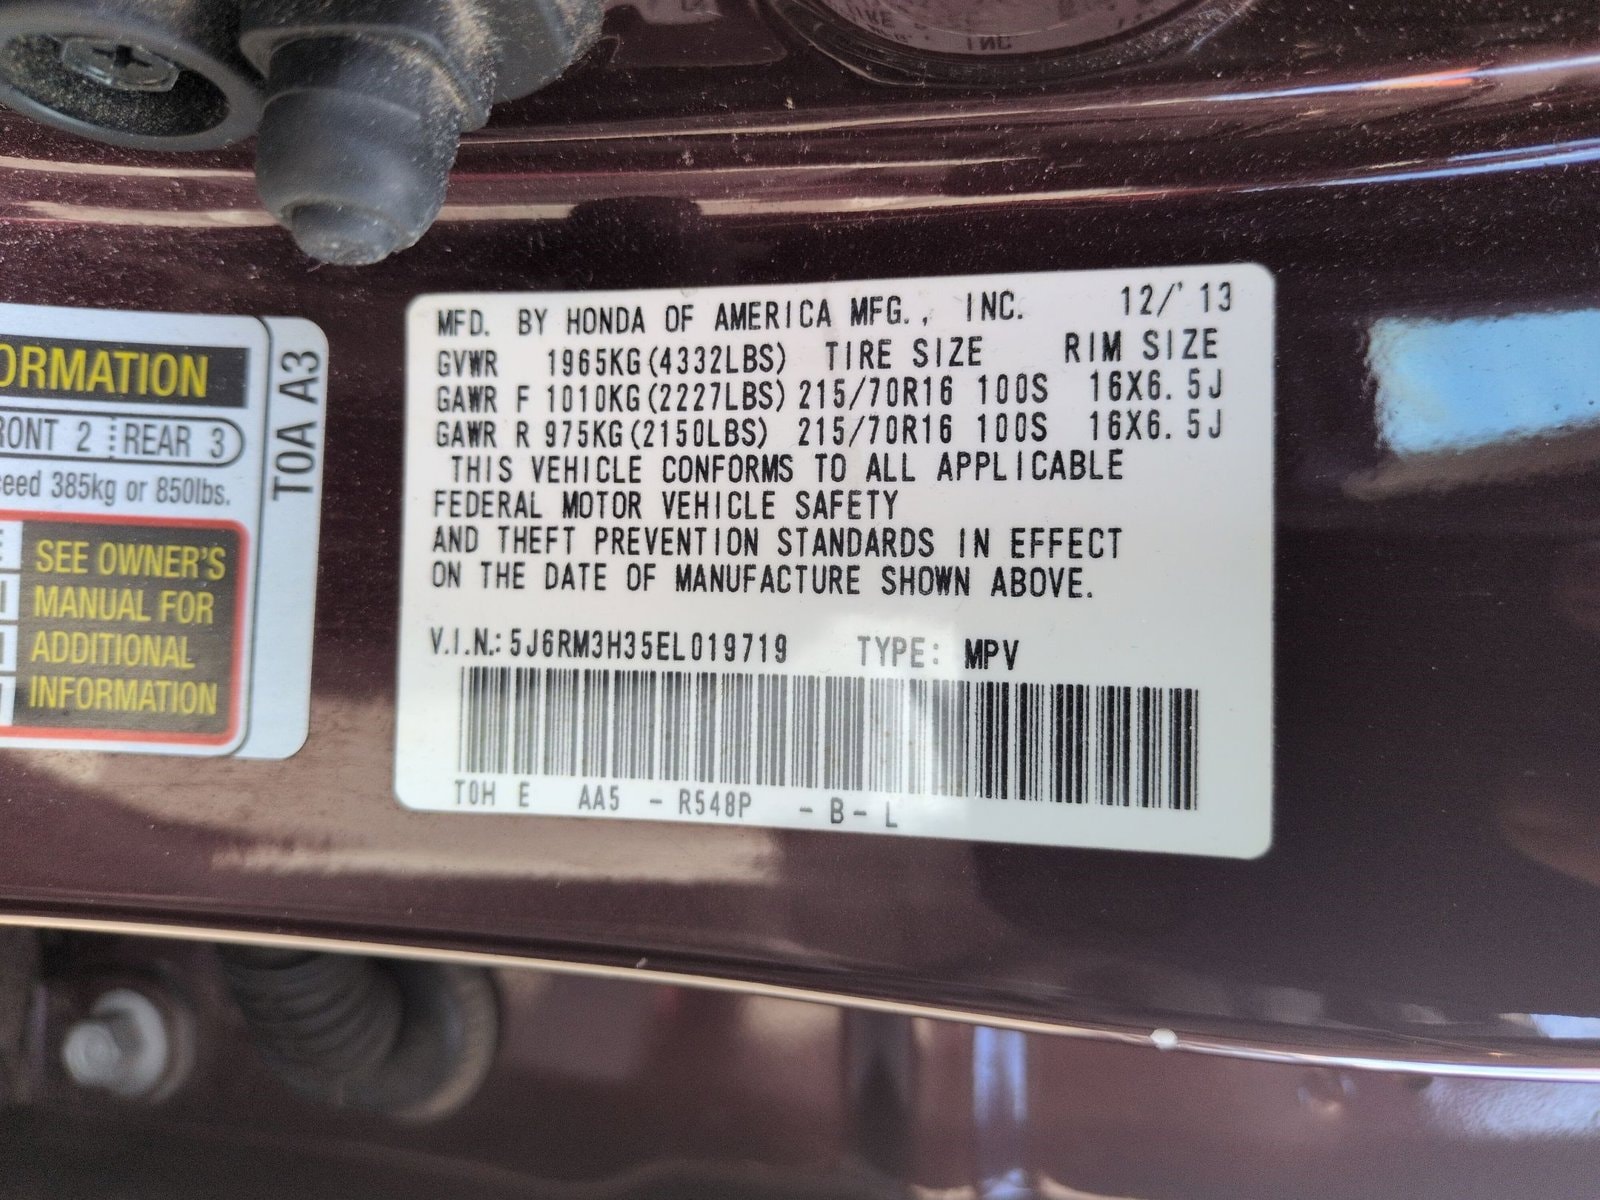 ORMATION
RONT 2 REAR 3
ceed 385kg or 850lbs.
SEE OWNER'S
MANUAL FOR
ADDITIONAL
INFORMATION
T0A A3
MFD. BY HONDA OF AMERICA MFG., INC. 12/'13
GVWR 1965KG(4332LBS) TIRE SIZE RIM SIZE
GAWR F 1010KG(2227LBS) 215/70R16 100S 16X6.5J
GAWR R 975KG(2150LBS) 215/70R16 100S 16X6.5J
THIS VEHICLE CONFORMS TO ALL APPLICABLE
FEDERAL MOTOR VEHICLE SAFETY
AND THEFT PREVENTION STANDARDS IN EFFECT
ON THE DATE OF MANUFACTURE SHOWN ABOVE.
V.I.N.: 5J6RM3H35EL019719 TYPE: MPV
T0H E AA5 - R548P - B - L